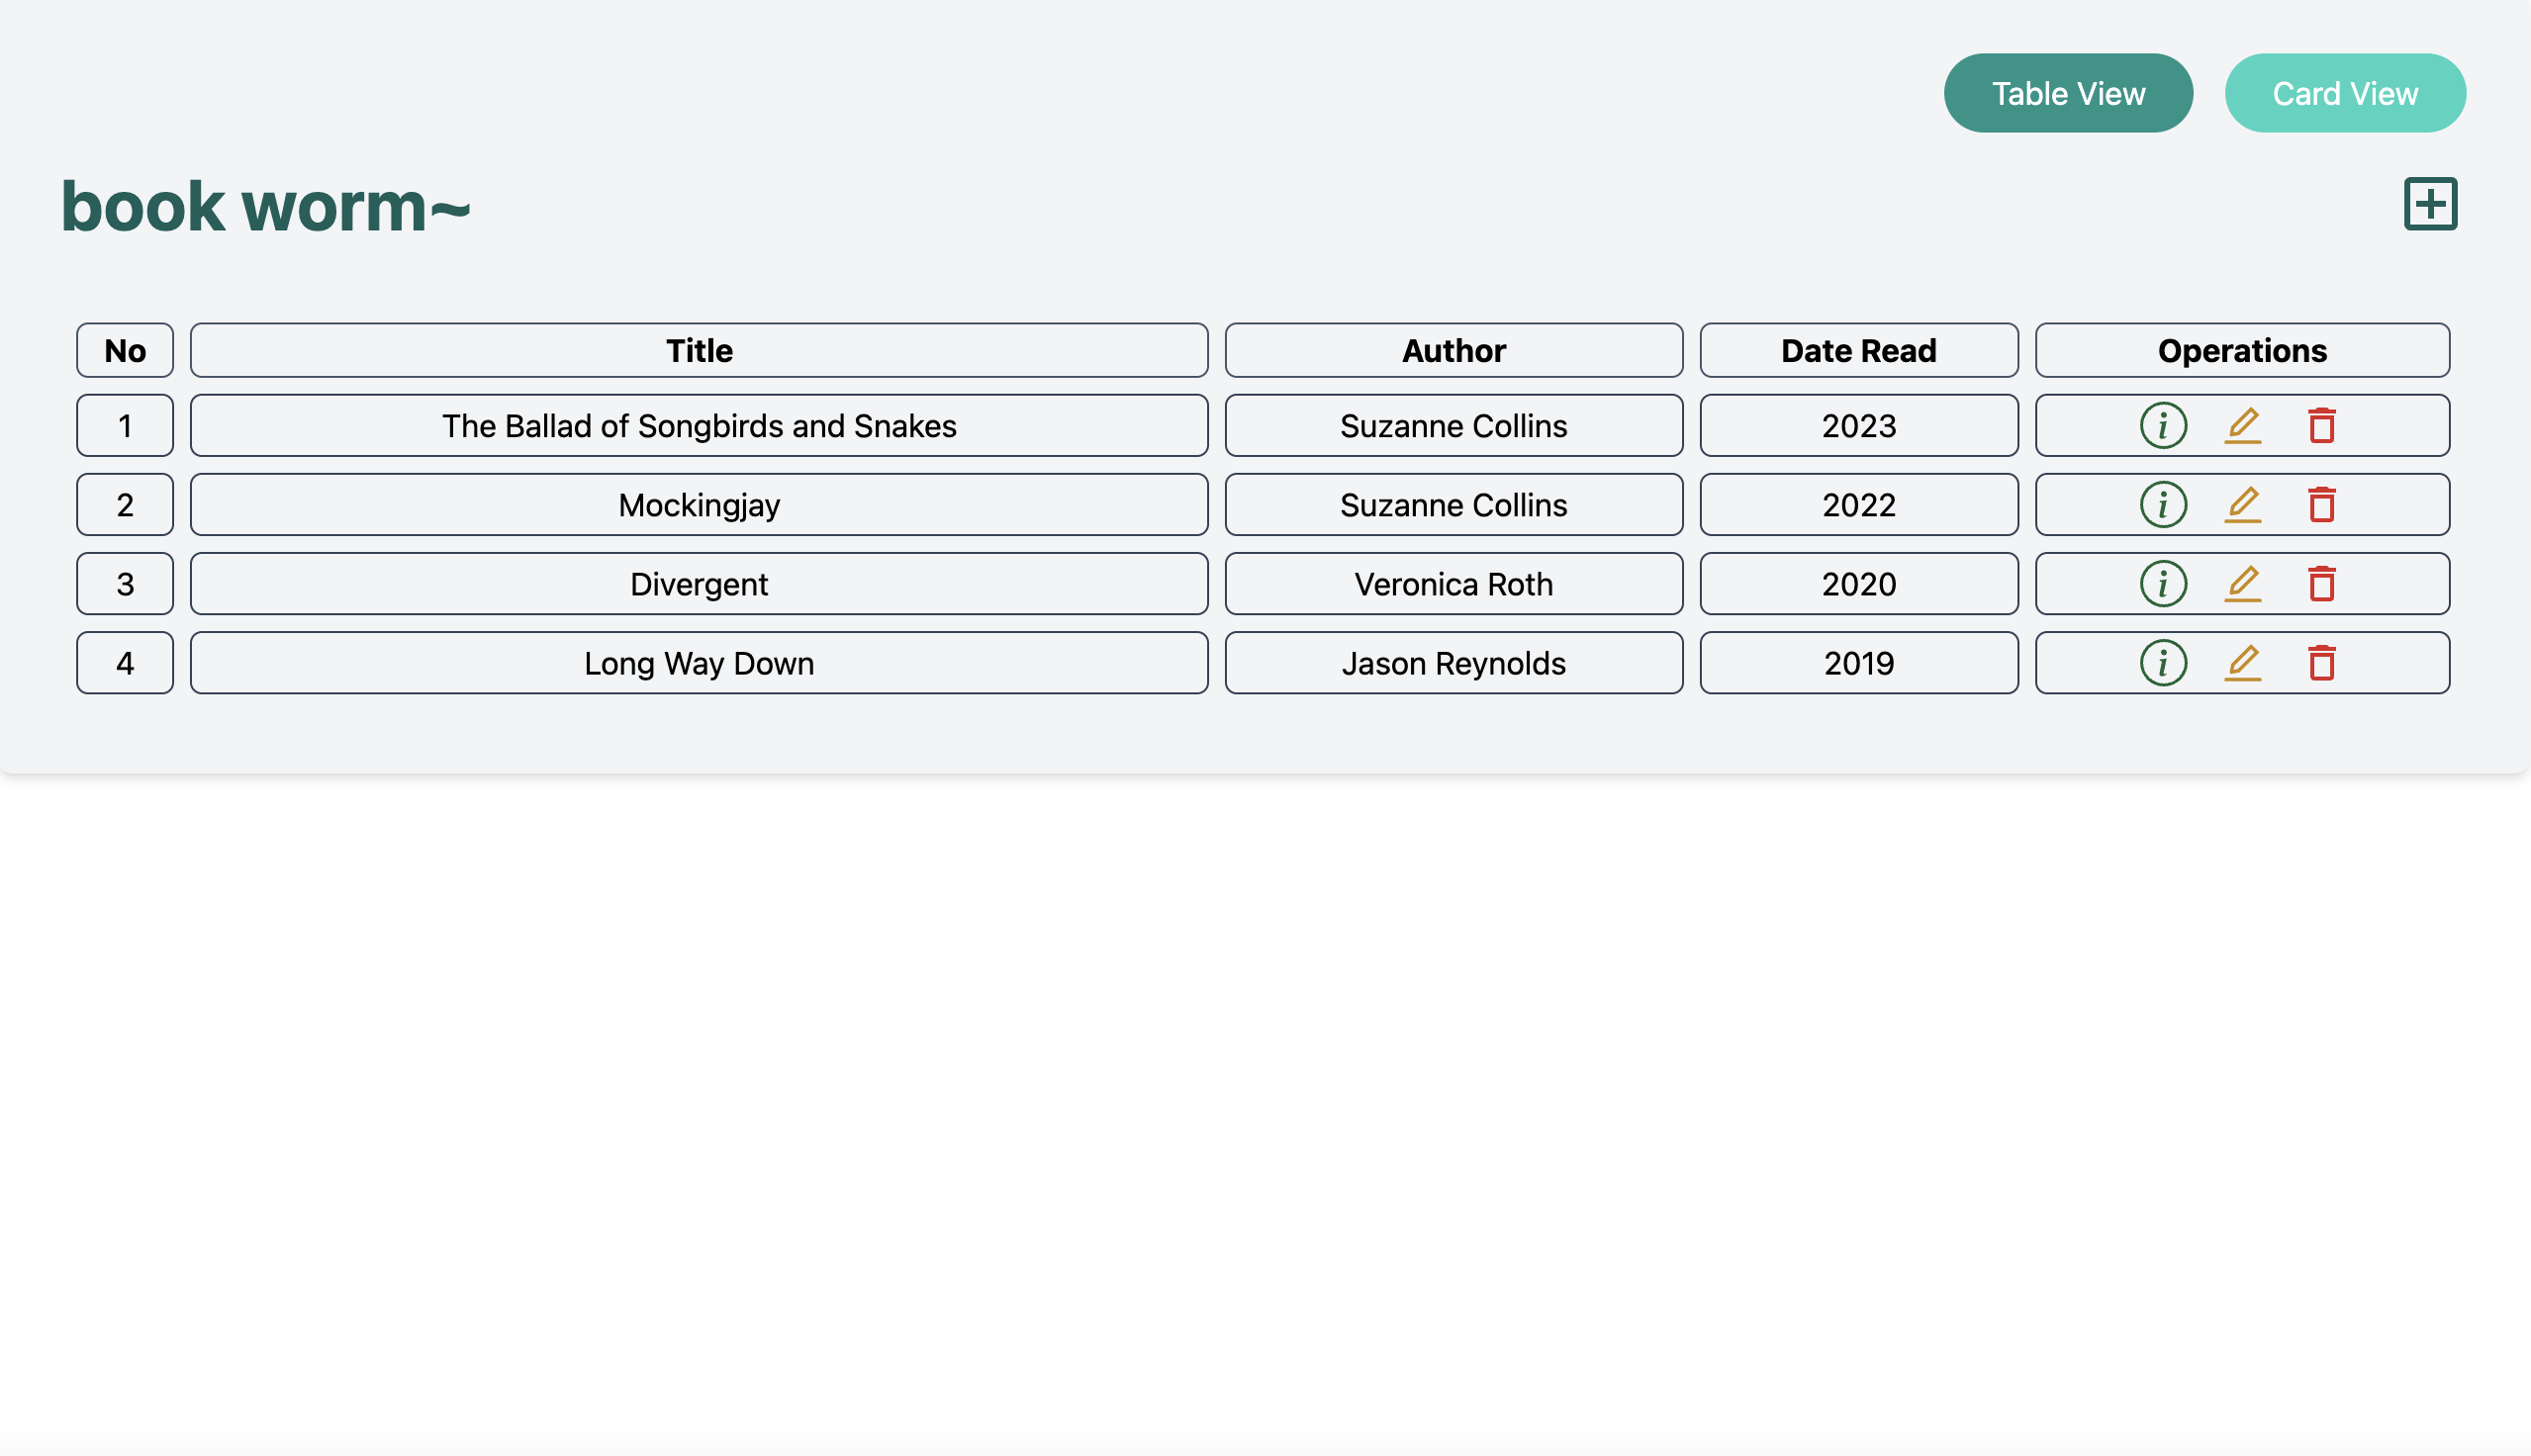 Table View Card View
book worm~
No Title Author Date Read Operations
1 The Ballad of Songbirds and Snakes Suzanne Collins 2023
2 Mockingjay Suzanne Collins 2022
3 Divergent Veronica Roth 2020
4 Long Way Down Jason Reynolds 2019